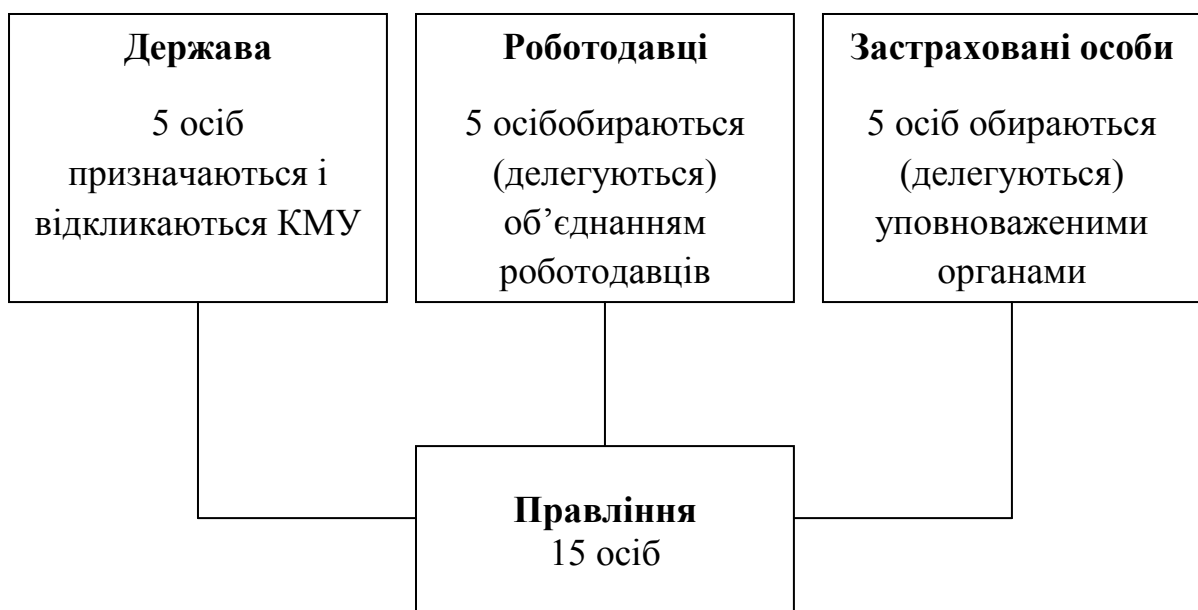 Держава
5 осіб
призначаються і
відкликаються КМУ
Роботодавці
5 осібобираються
(делегуються)
об’єднанням
роботодавців
Застраховані особи
5 осіб обираються
(делегуються)
уповноваженими
органами
Правління
15 осіб